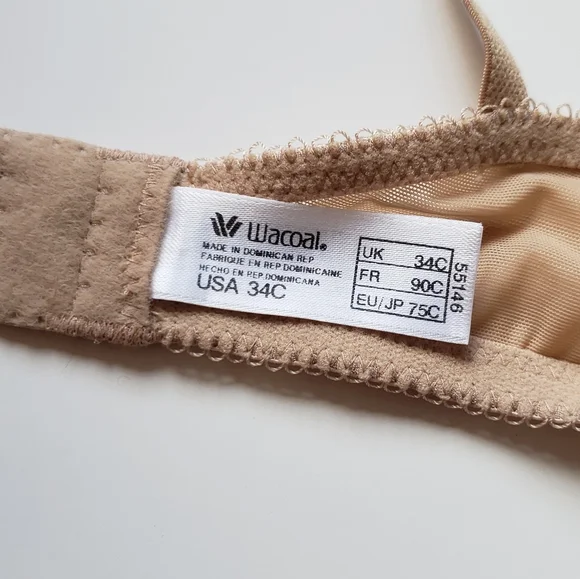 Wacoal®
MADE IN DOMINICAN REP
FABRIQUE EN REP DOMINICAINE
HECHO EN REP DOMINICANA
USA 34C
UK 34C
FR 90C
EU/JP 75C
55146